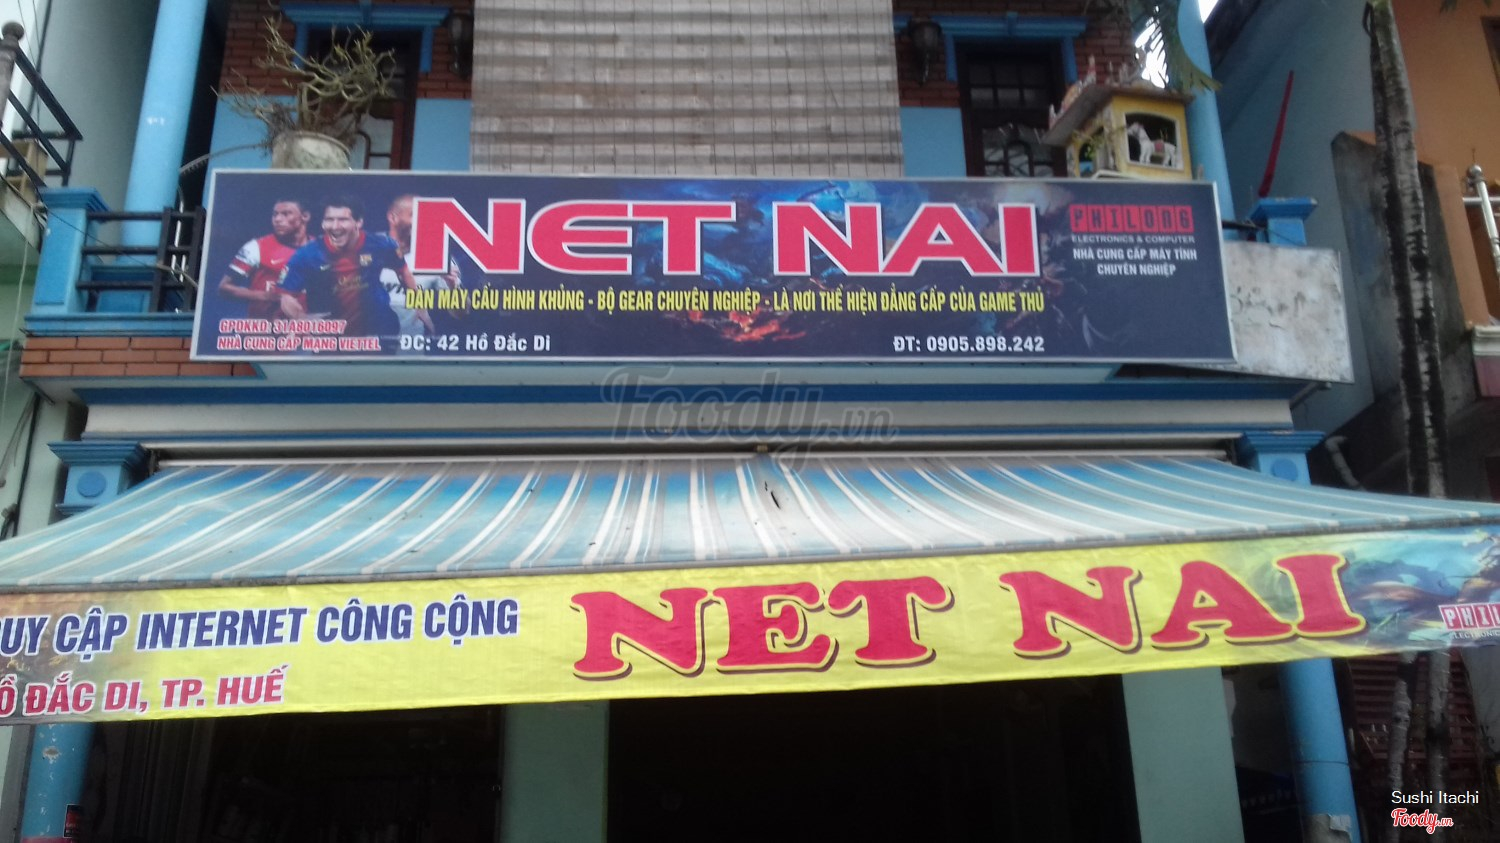 NET NAI
DÀN MÁY CẤU HÌNH KHỦNG - BỘ GEAR CHUYÊN NGHIỆP - LÀ NƠI THỂ HIỆN ĐẲNG CẤP CỦA GAME THỦ
PHILONG
ELECTRONICS & COMPUTER
NHÀ CUNG CẤP MÁY TÍNH
CHUYÊN NGHIỆP
GPDKKD: 31A8016097
NHÀ CUNG CẤP MẠNG VIETTEL
ĐC: 42 Hồ Đắc Di
ĐT: 0905.898.242
Foody.vn
UY CẬP INTERNET CÔNG CỘNG
Ồ ĐẮC DI, TP. HUẾ
NET NAI
Sushi Itachi
Foody.vn